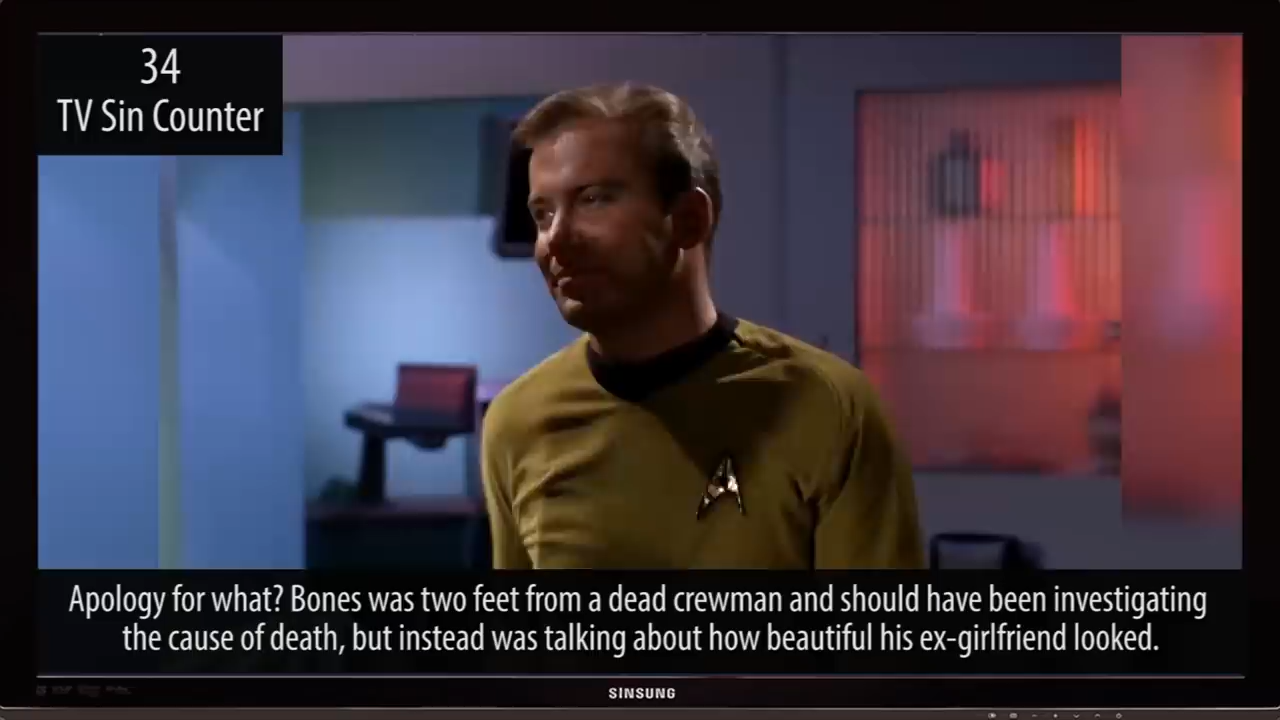 34
TV Sin Counter
Apology for what? Bones was two feet from a dead crewman and should have been investigating
the cause of death, but instead was talking about how beautiful his ex-girlfriend looked.
SINSUNG